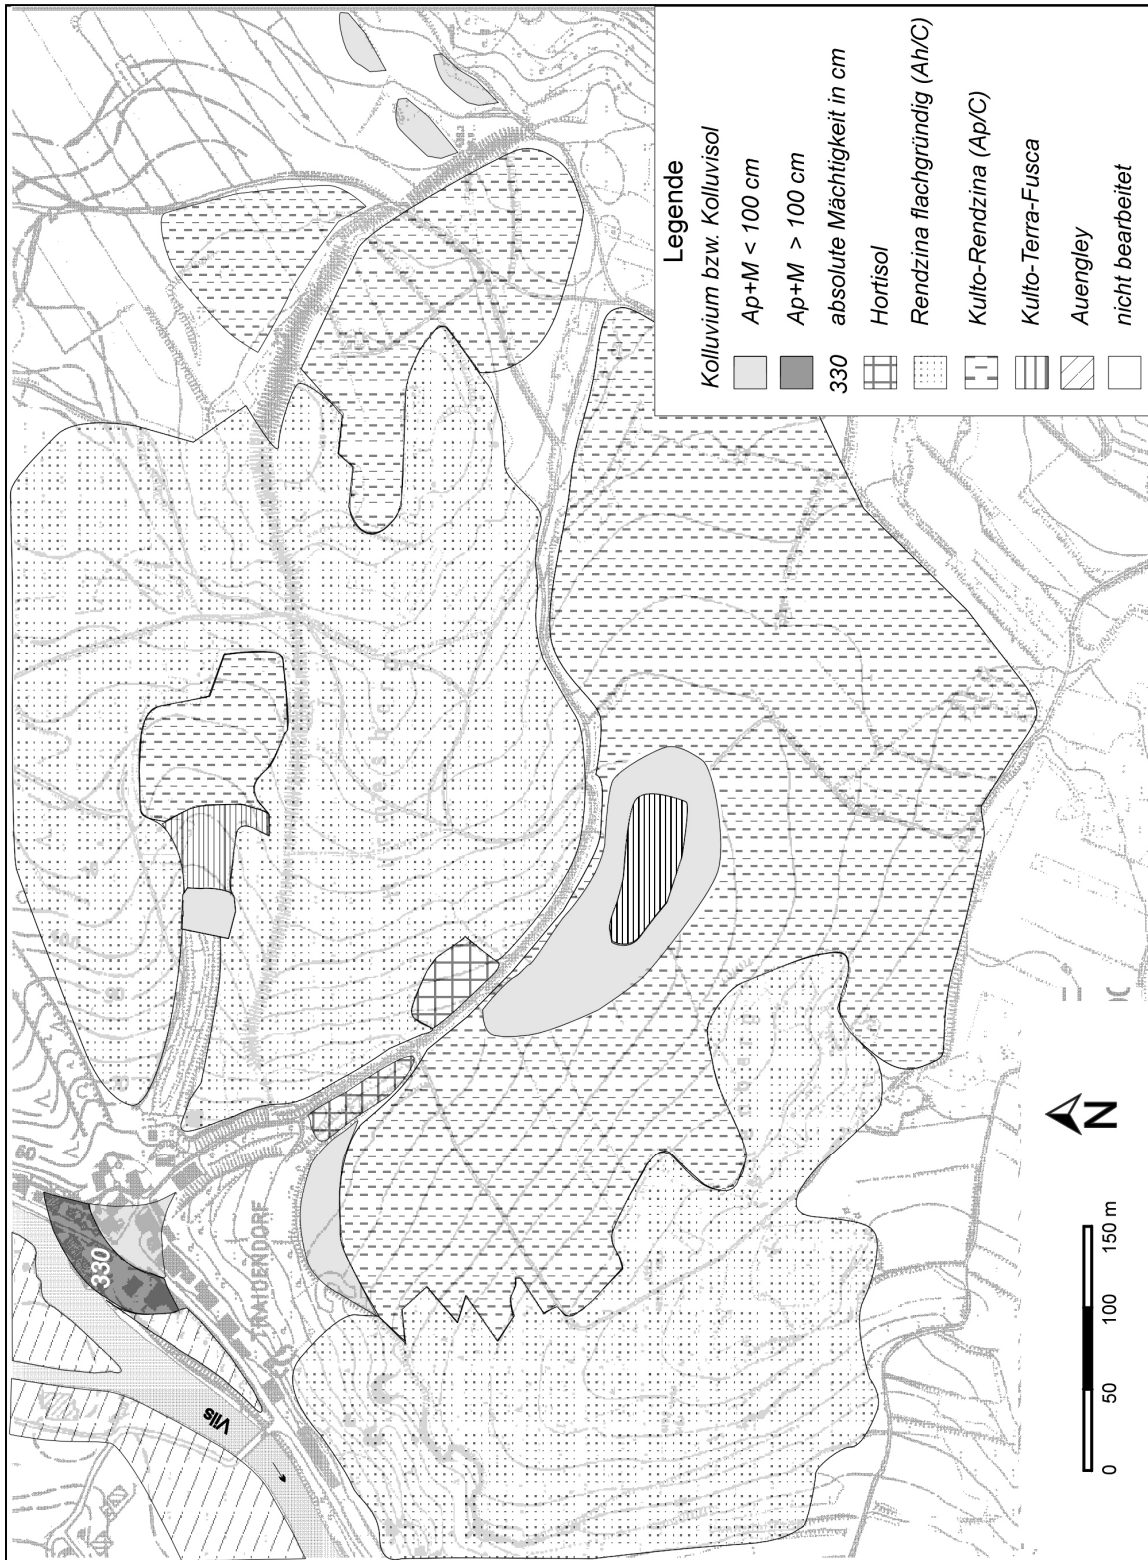 Legende
Kolluvium bzw. Kolluvisol
Ap+M < 100 cm
Ap+M > 100 cm
330 absolute Mächtigkeit in cm
Hortisol
Rendzina flachgründig (Ah/C)
Kulto-Rendzina (Ap/C)
Kulto-Terra-Fusca
Auengley
nicht bearbeitet
330
TRAIDENDORF
Vils
N
0 50 100 150 m